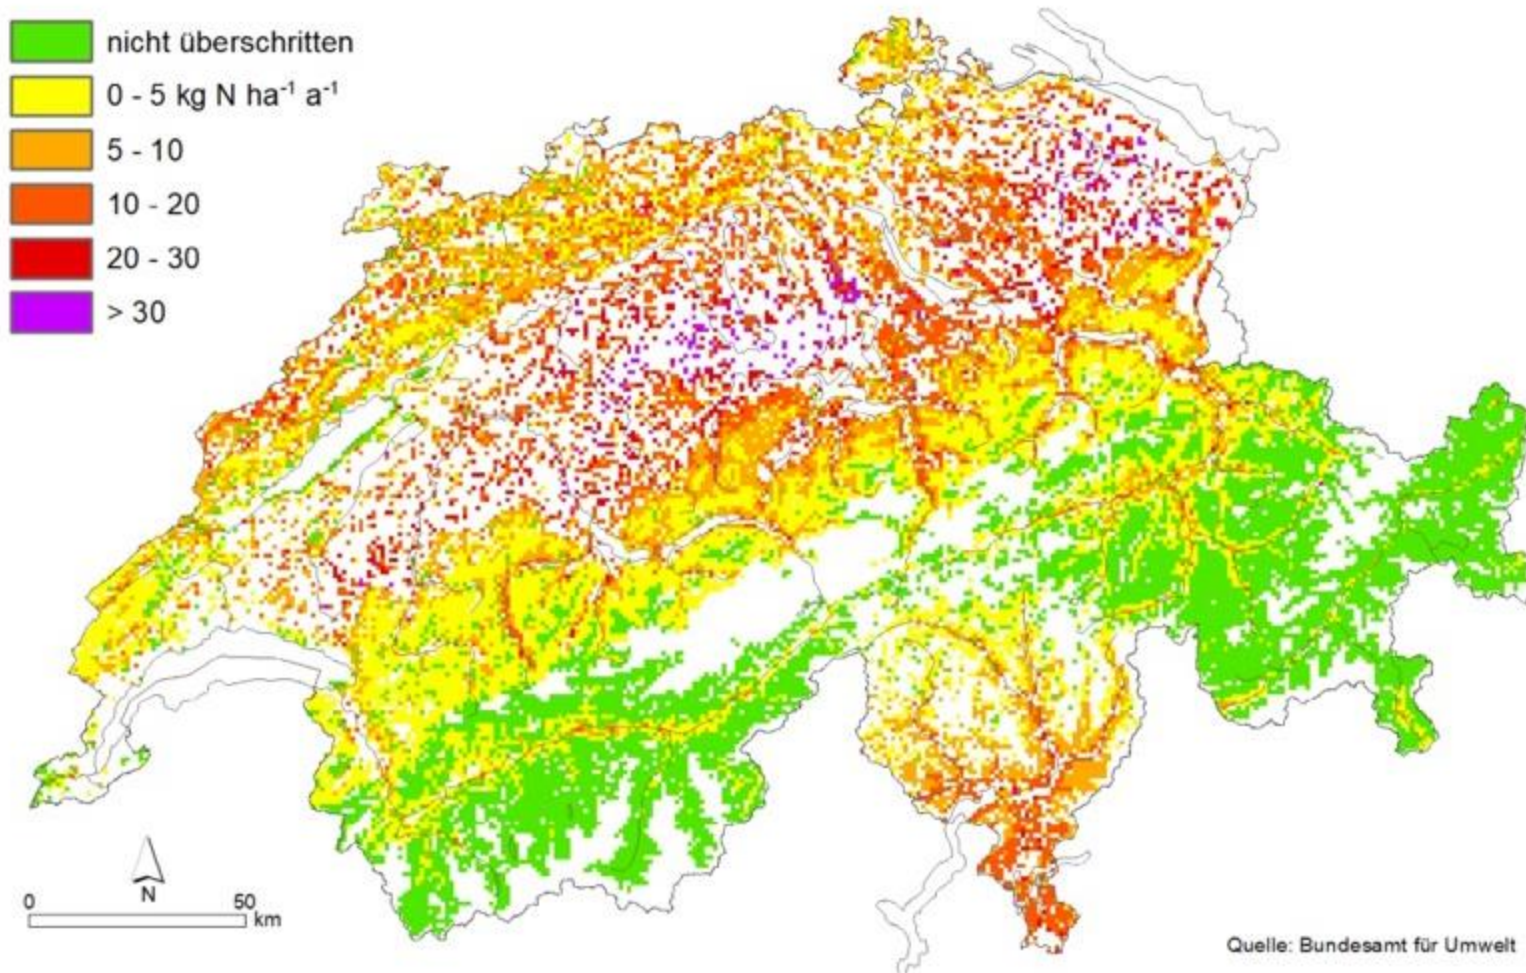 nicht überschritten
0 - 5 kg N ha⁻¹ a⁻¹
5 - 10
10 - 20
20 - 30
> 30
N
0 50
km
Quelle: Bundesamt für Umwelt